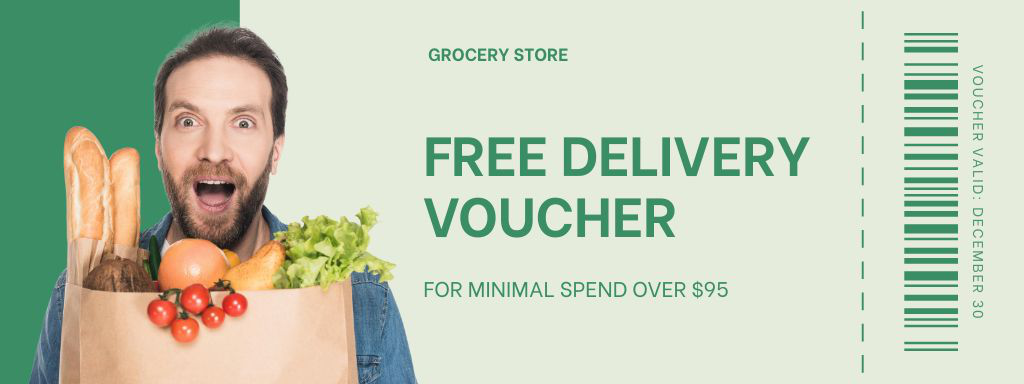 GROCERY STORE
FREE DELIVERY
VOUCHER
FOR MINIMAL SPEND OVER $95
VOUCHER VALID: DECEMBER 30